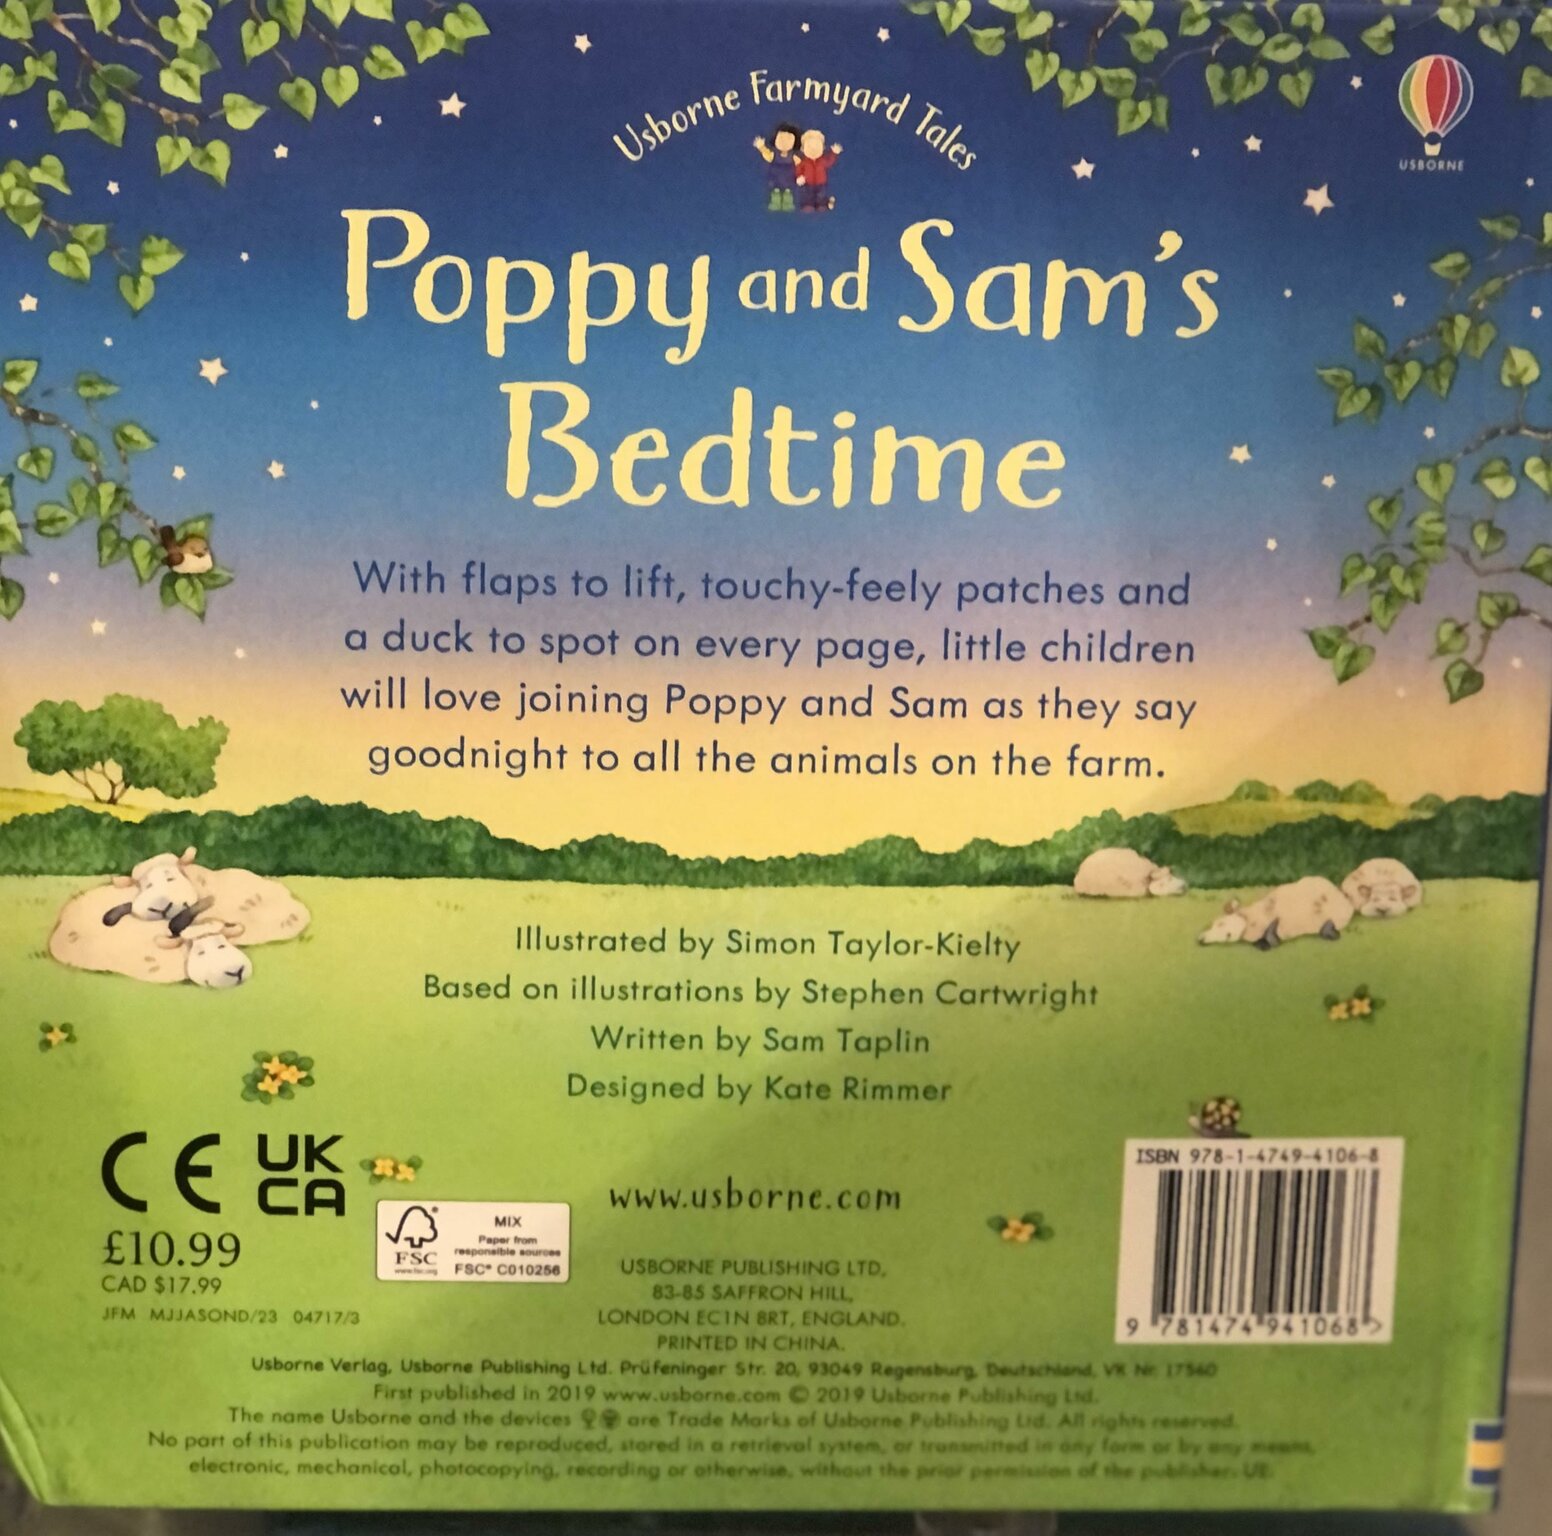 Usborne Farmyard Tales
USBORNE
Poppy and Sam's
Bedtime
With flaps to lift, touchy-feely patches and
a duck to spot on every page, little children
will love joining Poppy and Sam as they say
goodnight to all the animals on the farm.
Illustrated by Simon Taylor-Kielty
Based on illustrations by Stephen Cartwright
Written by Sam Taplin
Designed by Kate Rimmer
CE UK
CA
£10.99
CAD $17.99
JFM MJJASOND/23 04717/3
FSC
www.fsc.org
MIX
Paper from
responsible sources
FSC® C010256
www.usborne.com
USBORNE PUBLISHING LTD,
83-85 SAFFRON HILL,
LONDON EC1N 8RT, ENGLAND.
PRINTED IN CHINA.
ISBN 978-1-4749-4106-8
9 781474 941068 >
Usborne Verlag, Usborne Publishing Ltd. Prüfeninger Str. 20, 93049 Regensburg, Deutschland, VK Nr. 17560
First published in 2019 www.usborne.com © 2019 Usborne Publishing Ltd.
The name Usborne and the devices are Trade Marks of Usborne Publishing Ltd. All rights reserved.
No part of this publication may be reproduced, stored in a retrieval system, or transmitted in any form or by any means,
electronic, mechanical, photocopying, recording or otherwise, without the prior permission of the publisher. UE.